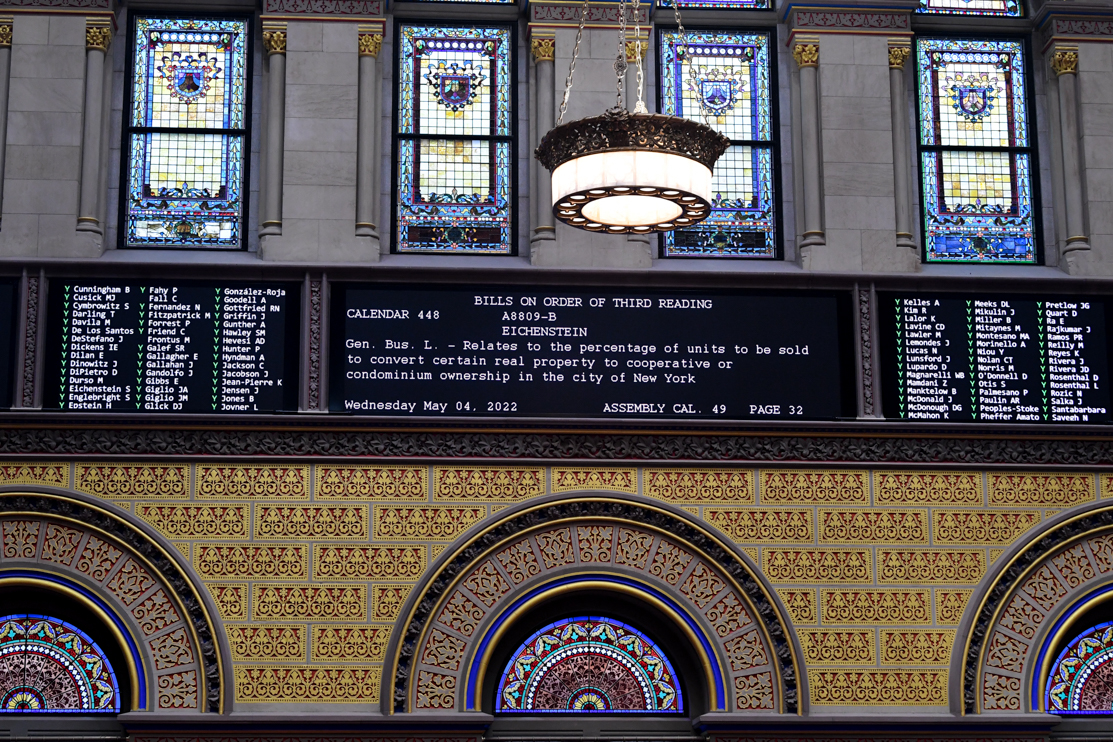 Y Cunningham B
Y Cusick MJ
Y Cymbrowitz S
Y Darling T
Y Davila M
Y De Los Santos
Y DeStefano J
Y Dickens IE
Y Dilan E
Y Dinowitz J
Y DiPietro D
Y Durso M
Y Eichenstein S
Y Englebright S
Y Epstein H
Y Fahy P
Y Fall C
Y Fernandez N
Y Fitzpatrick M
Y Forrest P
Y Friend C
Y Frontus M
Y Galef SR
Y Gallagher E
Y Gallahan J
Y Gandolfo J
Y Gibbs E
Y Giglio JA
Y Giglio JM
Y Glick DJ
Y González-Roja
Y Goodell A
Y Gottfried RN
Y Griffin J
Y Gunther A
Y Hawley SM
Y Hevesi AD
Y Hunter P
Y Hyndman A
Y Jackson C
Y Jacobson J
Y Jean-Pierre K
Y Jensen J
Y Jones B
Y Joyner L
BILLS ON ORDER OF THIRD READING
CALENDAR 448 A8809-B
EICHENSTEIN
Gen. Bus. L. - Relates to the percentage of units to be sold
to convert certain real property to cooperative or
condominium ownership in the city of New York
Wednesday May 04, 2022 ASSEMBLY CAL. 49 PAGE 32
Y Kelles A
Y Kim R
Y Lalor K
Y Lavine CD
Y Lawler M
Y Lemondes J
Y Lucas N
Y Lunsford J
Y Lupardo D
Y Magnarelli WB
Y Mamdani Z
Y Manktelow B
Y McDonald J
Y McDonough DG
Y McMahon K
Y Meeks DL
Y Mikulin J
Y Miller B
Y Mitaynes M
Y Montesano MA
Y Morinello A
Y Niou Y
Y Nolan CT
Y Norris M
Y O'Donnell D
Y Otis S
Y Palmesano P
Y Paulin AR
Y Peoples-Stoke
Y Pheffer Amato
Y Pretlow JG
Y Quart D
Y Ra E
Y Rajkumar J
Y Ramos PR
Y Reilly M
Y Reyes K
Y Rivera J
Y Rivera JD
Y Rosenthal D
Y Rosenthal L
Y Rozic N
Y Salka J
Y Santabarbara
Y Sayegh N